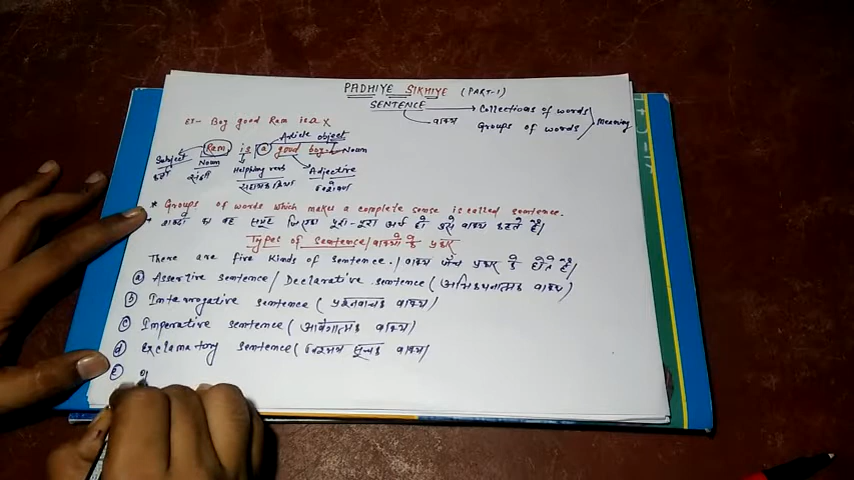 PADHIYE SIKHIYE (PART-1)
SENTENCE → Collections of words
→ वाक्य Groups of words Meaning
Ex- Boy good Ram is a x
Article object
Ram is a good boy. Noun
Subject Noun Helping verb Adjective
कर्ता संज्ञा सहायक क्रिया विशेषण
* Groups of words which makes a complete sense is called sentence.
शब्दों का वह समूह जिसका पूरा-पूरा अर्थ हो उसे वाक्य कहते हैं।
Types of sentence/वाक्यों के प्रकार
There are five kinds of sentence./वाक्य पाँच प्रकार के होते हैं।
(a) Assertive sentence/ Declarative sentence (अभिकथनात्मक वाक्य)
(b) Interrogative sentence (प्रश्नवाचक वाक्य)
(c) Imperative sentence (आदेशात्मक वाक्य)
(d) Exclamatory sentence (विस्मय सूचक वाक्य)
(e)